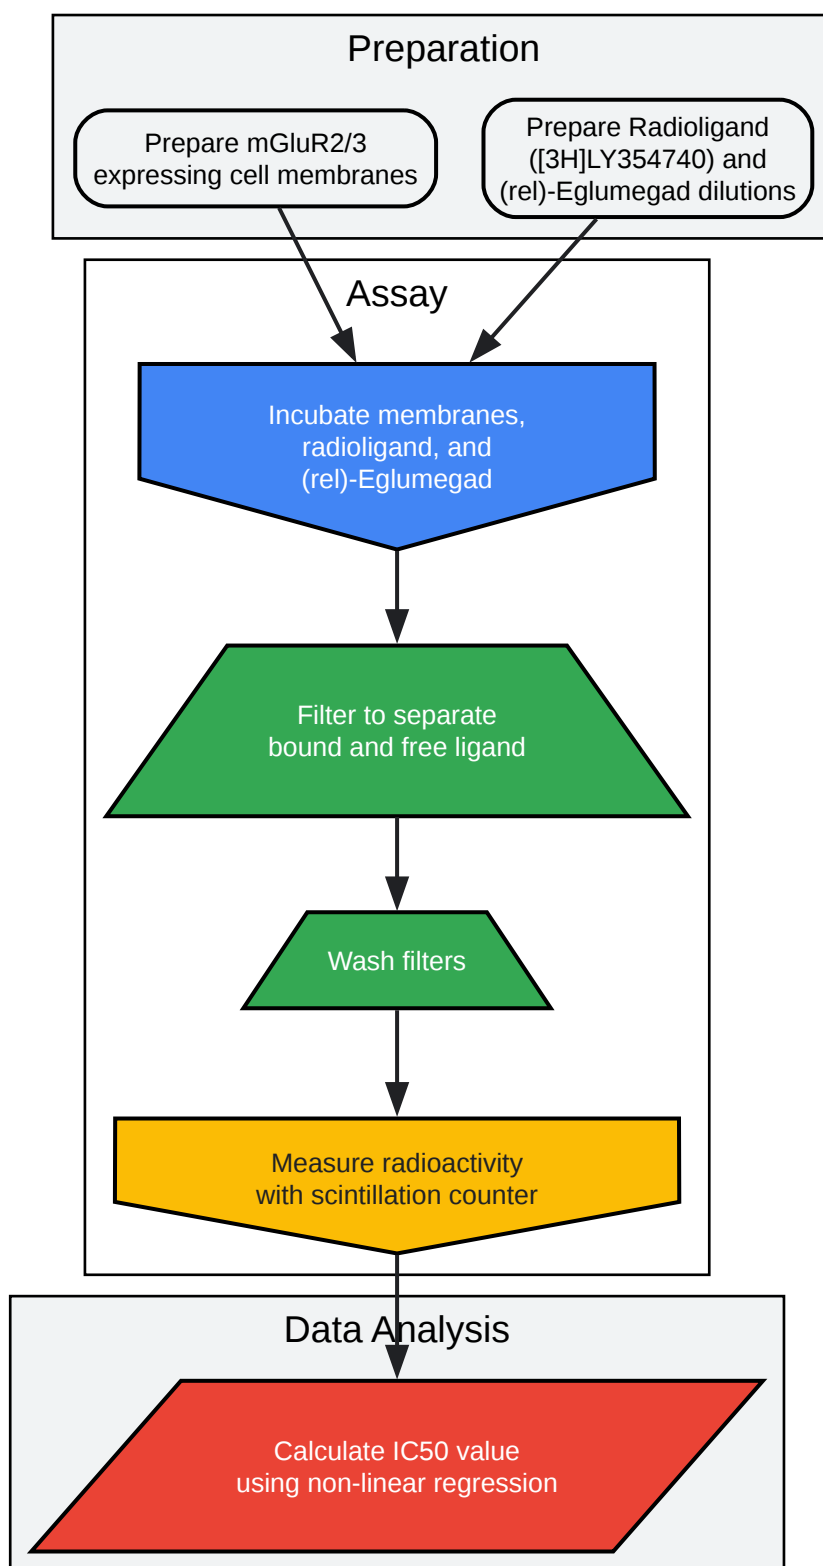 Preparation
Prepare mGluR2/3
expressing cell membranes
Prepare Radioligand
([3H]LY354740) and
(rel)-Eglumegad dilutions
Assay
Incubate membranes,
radioligand, and
(rel)-Eglumegad
Filter to separate
bound and free ligand
Wash filters
Measure radioactivity
with scintillation counter
Data Analysis
Calculate IC50 value
using non-linear regression